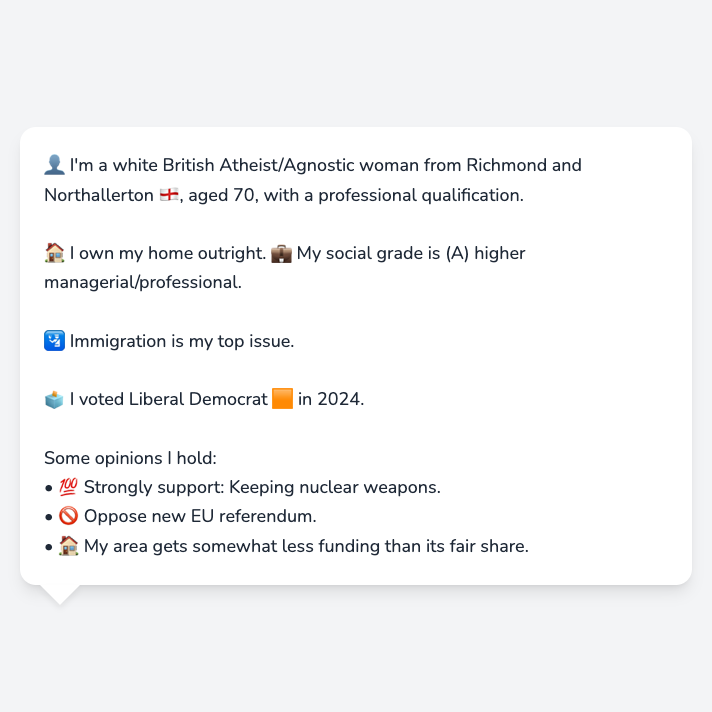 👤 I'm a white British Atheist/Agnostic woman from Richmond and
Northallerton 🏴󠁧󠁢󠁥󠁮󠁧󠁿, aged 70, with a professional qualification.
🏠 I own my home outright. 💼 My social grade is (A) higher
managerial/professional.
🛂 Immigration is my top issue.
🗳️ I voted Liberal Democrat 🟧 in 2024.
Some opinions I hold:
• 💯 Strongly support: Keeping nuclear weapons.
• 🚫 Oppose new EU referendum.
• 🏠 My area gets somewhat less funding than its fair share.